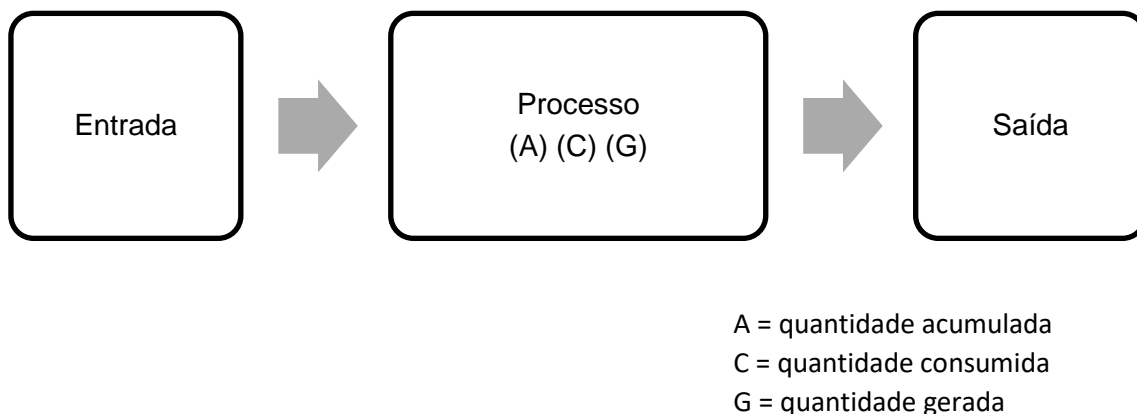 Entrada
Processo
(A) (C) (G)
Saída
A = quantidade acumulada
C = quantidade consumida
G = quantidade gerada